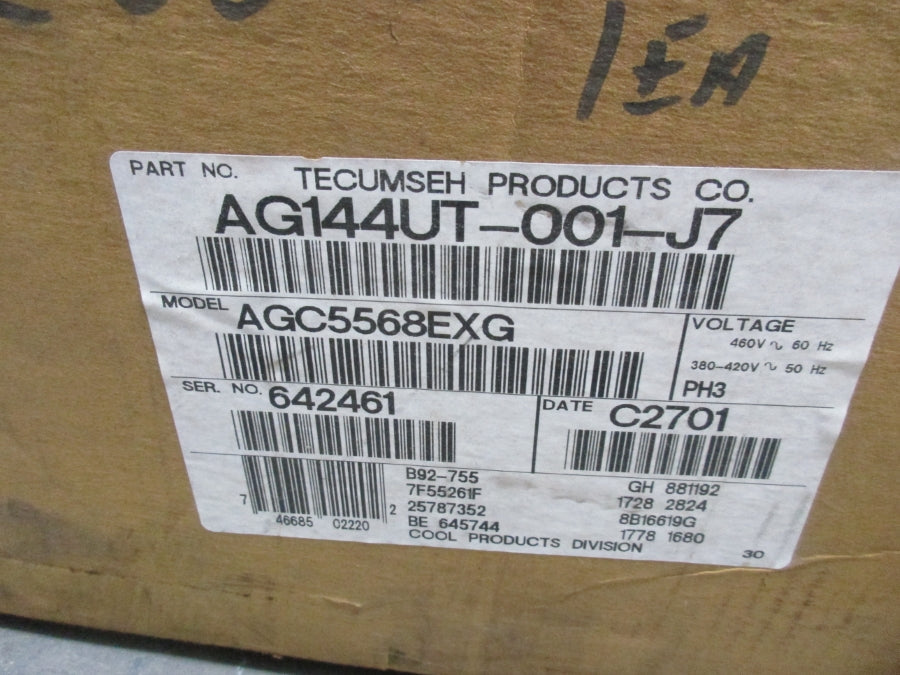 1EA
PART NO.
TECUMSEH PRODUCTS CO.
AG144UT-001-J7
MODEL
AGC5568EXG
VOLTAGE
460V ~ 60 Hz
380-420V ~ 50 Hz
PH3
SER. NO.
642461
DATE
C2701
7 46685 02220 2
B92-755
7F55261F
25787352
BE 645744
COOL PRODUCTS DIVISION
GH 881192
1728 2824
8B16619G
1778 1680
30